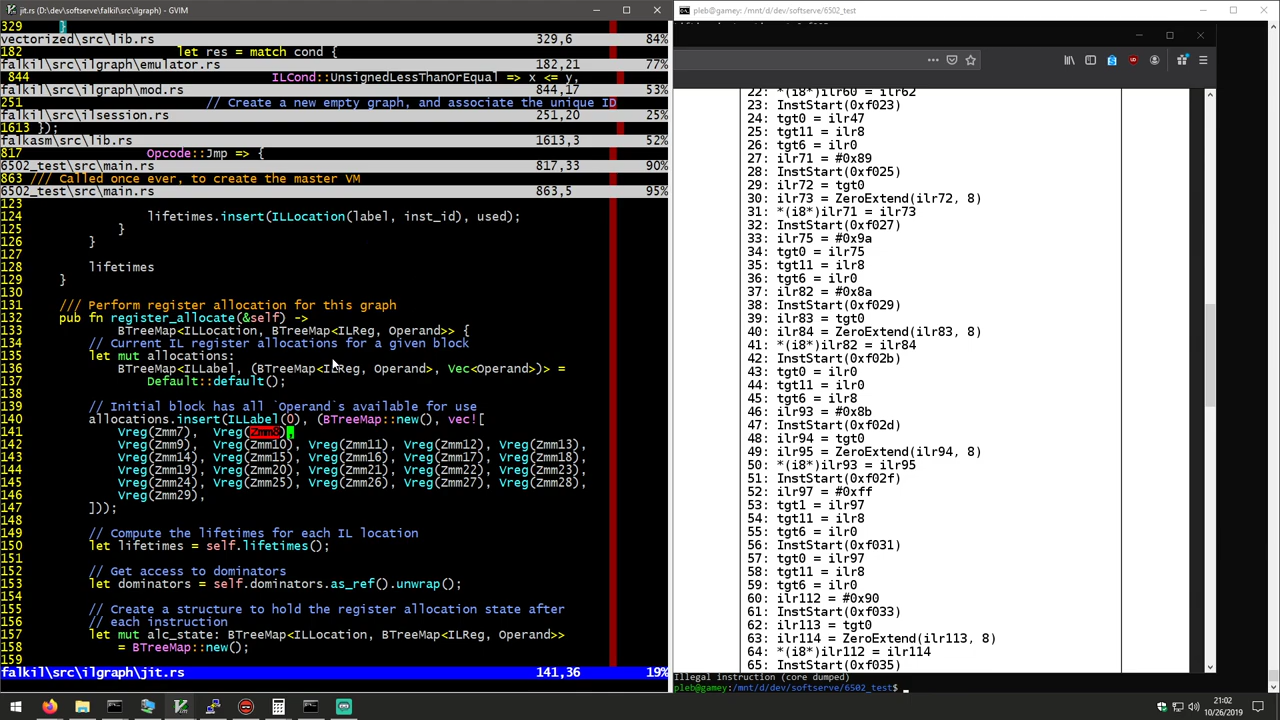 jit.rs (D:\dev\softserve\falkil\src\ilgraph) - GVIM
329 }
vectorized\src\lib.rs 329,6 84%
182 let res = match cond {
falkil\src\ilgraph\emulator.rs 182,21 77%
844 ILCond::UnsignedLessThanOrEqual => x <= y,
falkil\src\ilgraph\mod.rs 844,17 53%
251 // Create a new empty graph, and associate the unique ID
falkil\src\ilsession.rs 251,20 25%
1613 });
falkasm\src\lib.rs 1613,3 52%
817 Opcode::Jmp => {
6502_test\src\main.rs 817,33 90%
863 /// Called once ever, to create the master VM
6502_test\src\main.rs 863,5 95%
123
124 lifetimes.insert(ILLocation(label, inst_id), used);
125 }
126 }
127
128 lifetimes
129 }
130
131 /// Perform register allocation for this graph
132 pub fn register_allocate(&self) ->
133 BTreeMap<ILLocation, BTreeMap<ILReg, Operand>> {
134 // Current IL register allocations for a given block
135 let mut allocations:
136 BTreeMap<ILLabel, (BTreeMap<ILReg, Operand>, Vec<Operand>)> =
137 Default::default();
138
139 // Initial block has all `Operand`s available for use
140 allocations.insert(ILLabel(0), (BTreeMap::new(), vec![
141 Vreg(Zmm7), Vreg(Zmm8),
142 Vreg(Zmm9), Vreg(Zmm10), Vreg(Zmm11), Vreg(Zmm12), Vreg(Zmm13),
143 Vreg(Zmm14), Vreg(Zmm15), Vreg(Zmm16), Vreg(Zmm17), Vreg(Zmm18),
144 Vreg(Zmm19), Vreg(Zmm20), Vreg(Zmm21), Vreg(Zmm22), Vreg(Zmm23),
145 Vreg(Zmm24), Vreg(Zmm25), Vreg(Zmm26), Vreg(Zmm27), Vreg(Zmm28),
146 Vreg(Zmm29),
147 ]));
148
149 // Compute the lifetimes for each IL location
150 let lifetimes = self.lifetimes();
151
152 // Get access to dominators
153 let dominators = self.dominators.as_ref().unwrap();
154
155 // Create a structure to hold the register allocation state after
156 // each instruction
157 let mut alc_state: BTreeMap<ILLocation, BTreeMap<ILReg, Operand>>
158 = BTreeMap::new();
159
falkil\src\ilgraph\jit.rs 141,36 19%
pleb@gamey: /mnt/d/dev/softserve/6502_test
22: *(i8*)ilr60 = ilr62
23: InstStart(0xf023)
24: tgt0 = ilr47
25: tgt11 = ilr8
26: tgt6 = ilr0
27: ilr71 = #0x89
28: InstStart(0xf025)
29: ilr72 = tgt0
30: ilr73 = ZeroExtend(ilr72, 8)
31: *(i8*)ilr71 = ilr73
32: InstStart(0xf027)
33: ilr75 = #0x9a
34: tgt0 = ilr75
35: tgt11 = ilr8
36: tgt6 = ilr0
37: ilr82 = #0x8a
38: InstStart(0xf029)
39: ilr83 = tgt0
40: ilr84 = ZeroExtend(ilr83, 8)
41: *(i8*)ilr82 = ilr84
42: InstStart(0xf02b)
43: tgt0 = ilr0
44: tgt11 = ilr0
45: tgt6 = ilr8
46: ilr93 = #0x8b
47: InstStart(0xf02d)
48: ilr94 = tgt0
49: ilr95 = ZeroExtend(ilr94, 8)
50: *(i8*)ilr93 = ilr95
51: InstStart(0xf02f)
52: ilr97 = #0xff
53: tgt1 = ilr97
54: tgt11 = ilr8
55: tgt6 = ilr0
56: InstStart(0xf031)
57: tgt0 = ilr97
58: tgt11 = ilr8
59: tgt6 = ilr0
60: ilr112 = #0x90
61: InstStart(0xf033)
62: ilr113 = tgt0
63: ilr114 = ZeroExtend(ilr113, 8)
64: *(i8*)ilr112 = ilr114
65: InstStart(0xf035)
Illegal instruction (core dumped)
pleb@gamey:/mnt/d/dev/softserve/6502_test$
21:02
10/26/2019